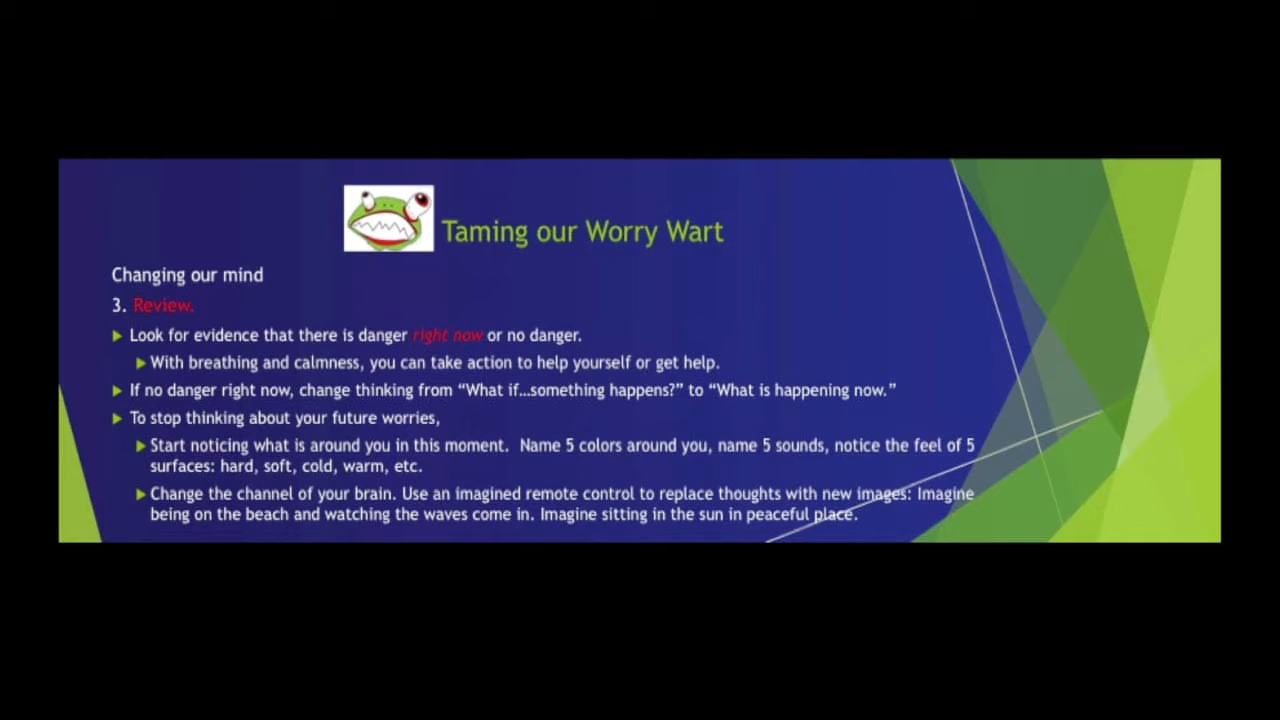 Taming our Worry Wart
Changing our mind
3. Review.
Look for evidence that there is danger right now or no danger.
With breathing and calmness, you can take action to help yourself or get help.
If no danger right now, change thinking from “What if…something happens?” to “What is happening now.”
To stop thinking about your future worries,
Start noticing what is around you in this moment.  Name 5 colors around you, name 5 sounds, notice the feel of 5
surfaces: hard, soft, cold, warm, etc.
Change the channel of your brain. Use an imagined remote control to replace thoughts with new images: Imagine
being on the beach and watching the waves come in. Imagine sitting in the sun in peaceful place.